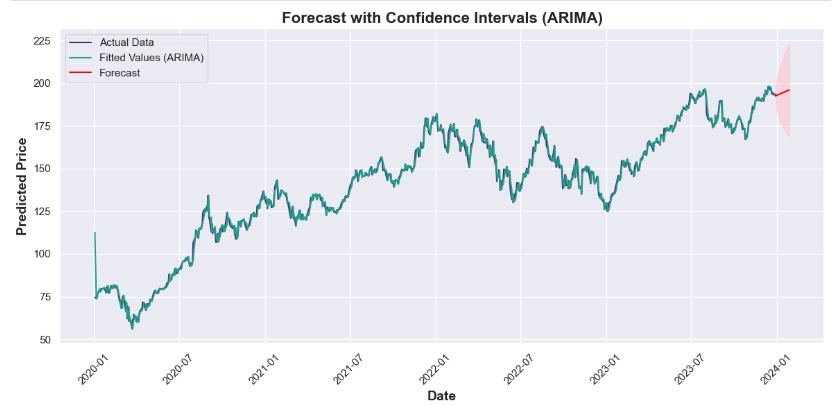 Forecast with Confidence Intervals (ARIMA)
Actual Data
Fitted Values (ARIMA)
Forecast
225
200
175
150
125
100
75
50
Predicted Price
2020-01
2020-07
2021-01
2021-07
2022-01
2022-07
2023-01
2023-07
2024-01
Date